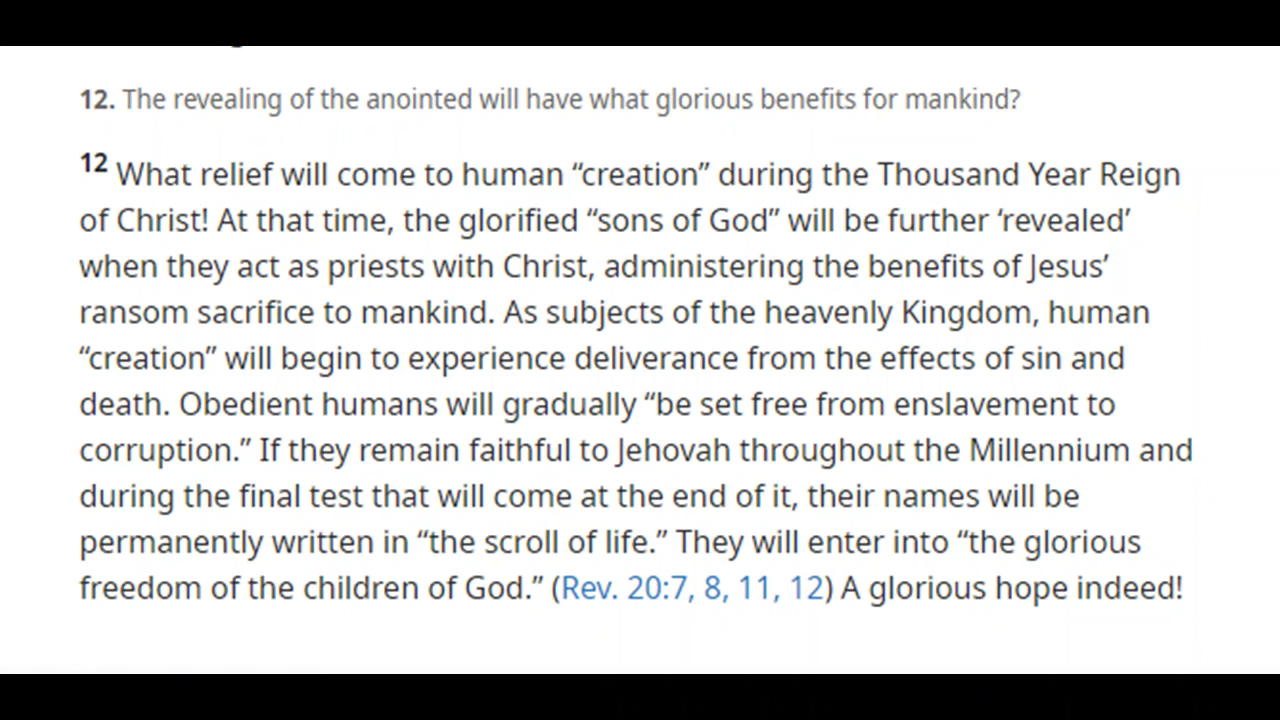 12. The revealing of the anointed will have what glorious benefits for mankind?
12 What relief will come to human “creation” during the Thousand Year Reign
of Christ! At that time, the glorified “sons of God” will be further ‘revealed’
when they act as priests with Christ, administering the benefits of Jesus’
ransom sacrifice to mankind. As subjects of the heavenly Kingdom, human
“creation” will begin to experience deliverance from the effects of sin and
death. Obedient humans will gradually “be set free from enslavement to
corruption.” If they remain faithful to Jehovah throughout the Millennium and
during the final test that will come at the end of it, their names will be
permanently written in “the scroll of life.” They will enter into “the glorious
freedom of the children of God.” (Rev. 20:7, 8, 11, 12) A glorious hope indeed!